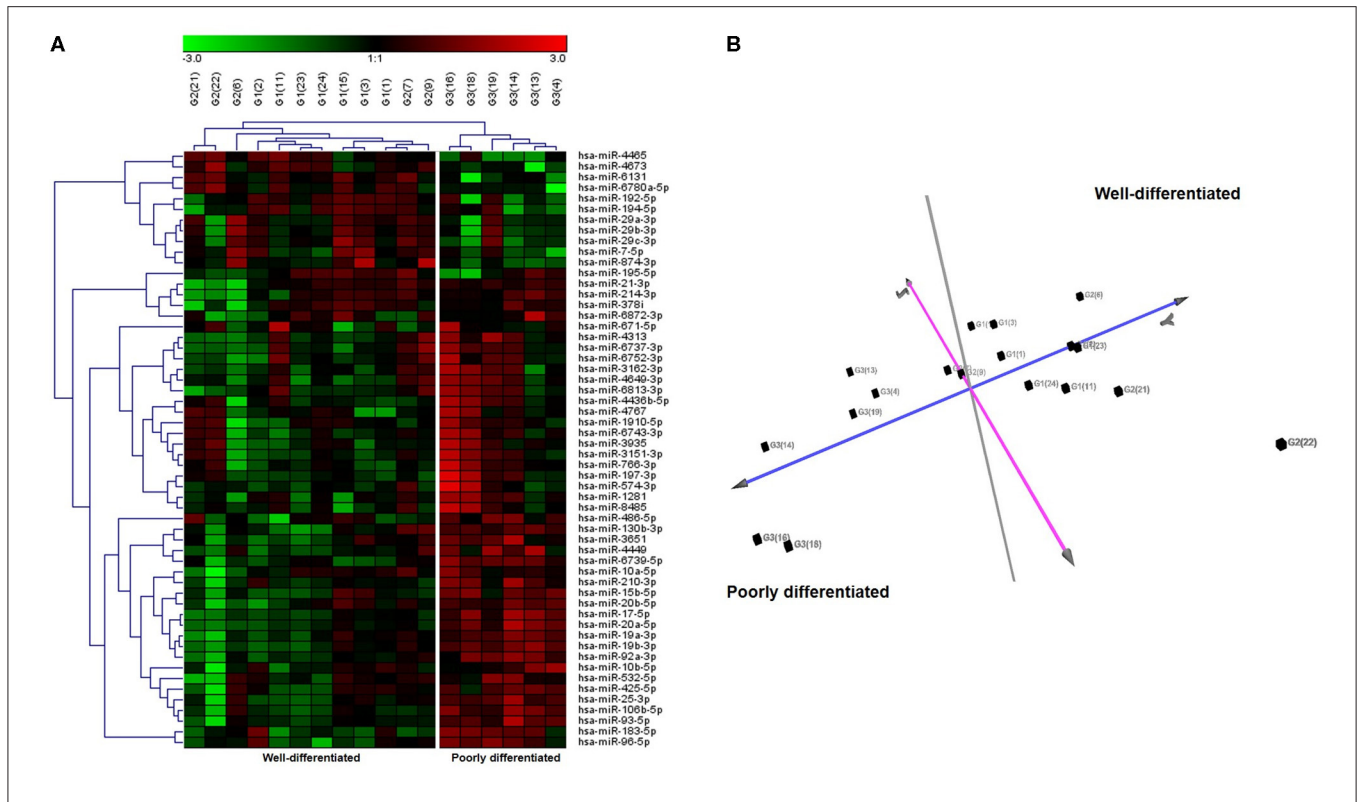 A
-3.0 1:1 3.0
G2(21) G2(22) G2(6) G1(2) G1(11) G1(23) G1(24) G1(15) G1(3) G1(1) G2(7) G2(9) G3(16) G3(18) G3(19) G3(14) G3(13) G3(4)
hsa-miR-4465
hsa-miR-4673
hsa-miR-6131
hsa-miR-6780a-5p
hsa-miR-192-5p
hsa-miR-194-5p
hsa-miR-29a-3p
hsa-miR-29b-3p
hsa-miR-29c-3p
hsa-miR-7-5p
hsa-miR-874-3p
hsa-miR-195-5p
hsa-miR-21-3p
hsa-miR-214-3p
hsa-miR-378i
hsa-miR-6872-3p
hsa-miR-671-5p
hsa-miR-4313
hsa-miR-6737-3p
hsa-miR-6752-3p
hsa-miR-3162-3p
hsa-miR-4649-3p
hsa-miR-6813-3p
hsa-miR-4436b-5p
hsa-miR-4767
hsa-miR-1910-5p
hsa-miR-6743-3p
hsa-miR-3935
hsa-miR-3151-3p
hsa-miR-766-3p
hsa-miR-197-3p
hsa-miR-574-3p
hsa-miR-1281
hsa-miR-8485
hsa-miR-486-5p
hsa-miR-130b-3p
hsa-miR-3651
hsa-miR-4449
hsa-miR-6739-5p
hsa-miR-10a-5p
hsa-miR-210-3p
hsa-miR-15b-5p
hsa-miR-20b-5p
hsa-miR-17-5p
hsa-miR-20a-5p
hsa-miR-19a-3p
hsa-miR-19b-3p
hsa-miR-92a-3p
hsa-miR-10b-5p
hsa-miR-532-5p
hsa-miR-425-5p
hsa-miR-25-3p
hsa-miR-106b-5p
hsa-miR-93-5p
hsa-miR-183-5p
hsa-miR-96-5p
Well-differentiated Poorly differentiated
B
Well-differentiated
G2(6)
Y
G1(3)
G1(23)
G1(1)
G3(13)
G2(9)
G3(4)
G1(24)
G1(11)
G2(21)
G3(19)
G3(14)
G2(22)
G3(16)
Poorly differentiated